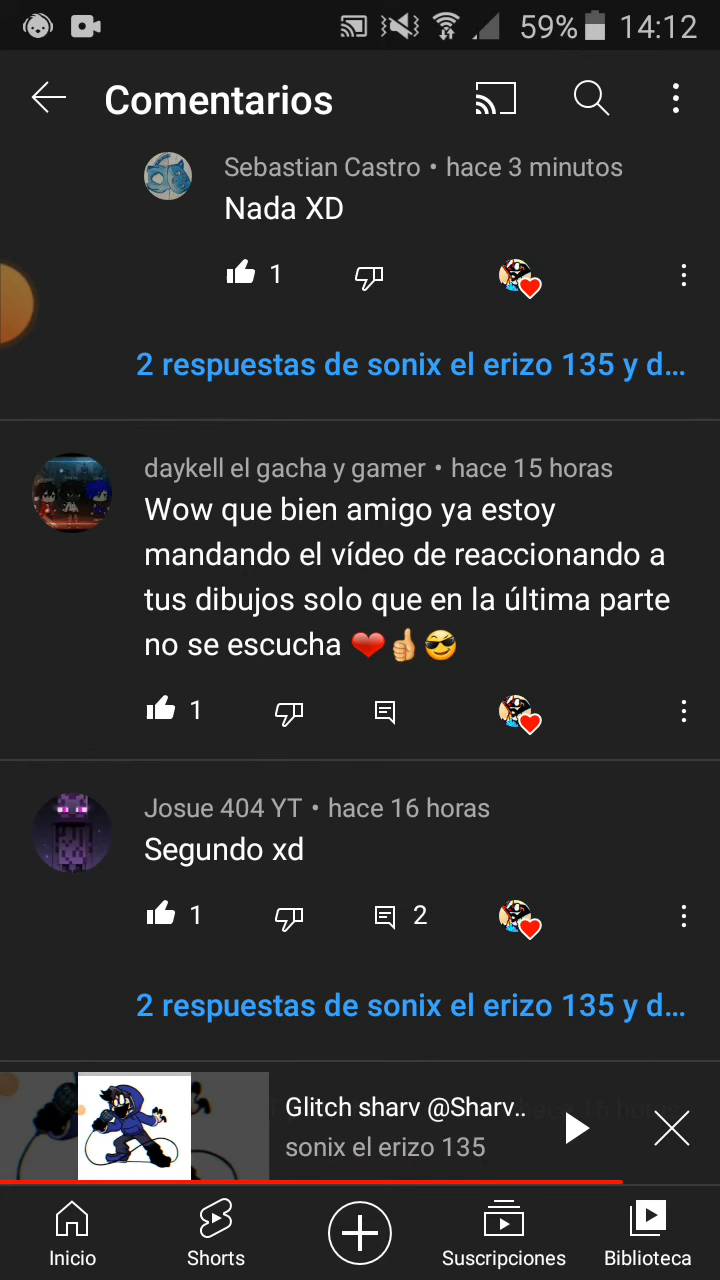 59% 14:12
Comentarios
Sebastian Castro • hace 3 minutos
Nada XD
1
2 respuestas de sonix el erizo 135 y d...
daykell el gacha y gamer • hace 15 horas
Wow que bien amigo ya estoy
mandando el vídeo de reaccionando a
tus dibujos solo que en la última parte
no se escucha ❤️👍😎
1
Josue 404 YT • hace 16 horas
Segundo xd
1 2
2 respuestas de sonix el erizo 135 y d...
Glitch sharv @Sharv..
sonix el erizo 135
Inicio Shorts Suscripciones Biblioteca